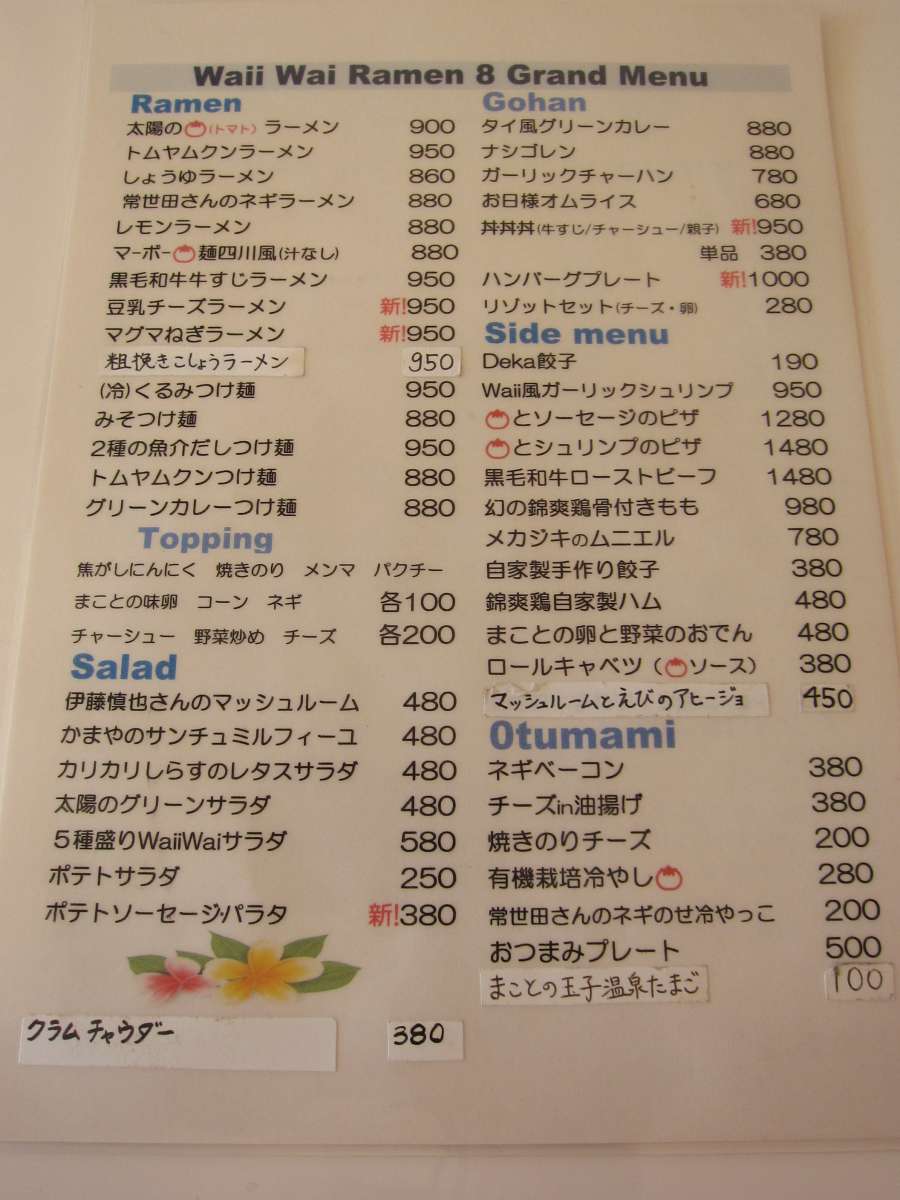 Waii Wai Ramen 8 Grand Menu
Ramen
太陽の(トマト)ラーメン 900
トムヤムクンラーメン 950
しょうゆラーメン 860
常世田さんのネギラーメン 880
レモンラーメン 880
マーボー麺四川風(汁なし) 880
黒毛和牛牛すじラーメン 950
豆乳チーズラーメン 新!950
マグマねぎラーメン 新!950
粗挽きこしょうラーメン 950
(冷)くるみつけ麺 950
みそつけ麺 880
2種の魚介だしつけ麺 950
トムヤムクンつけ麺 880
グリーンカレーつけ麺 880
Topping
焦がしにんにく 焼きのり メンマ パクチー
まことの味卵 コーン ネギ 各100
チャーシュー 野菜炒め チーズ 各200
Salad
伊藤慎也さんのマッシュルーム 480
かまやのサンチュミルフィーユ 480
カリカリしらすのレタスサラダ 480
太陽のグリーンサラダ 480
5種盛りWaiiWaiサラダ 580
ポテトサラダ 250
ポテトソーセージ・パラタ 新!380
クラムチャウダー 380
Gohan
タイ風グリーンカレー 880
ナシゴレン 880
ガーリックチャーハン 780
お日様オムライス 680
丼丼丼(牛すじ/チャーシュー/親子) 新!950
単品 380
ハンバーグプレート 新!1000
リゾットセット(チーズ・卵) 280
Side menu
Deka餃子 190
Waii風ガーリックシュリンプ 950
とソーセージのピザ 1280
とシュリンプのピザ 1480
黒毛和牛ローストビーフ 1480
幻の錦爽鶏骨付きもも 980
メカジキのムニエル 780
自家製手作り餃子 380
錦爽鶏自家製ハム 480
まことの卵と野菜のおでん 480
ロールキャベツ(ソース) 380
マッシュルームとえびのアヒージョ 450
Otumami
ネギベーコン 380
チーズin油揚げ 380
焼きのりチーズ 200
有機栽培冷やし 280
常世田さんのネギのせ冷やっこ 200
おつまみプレート 500
まことの玉子温泉たまご 100